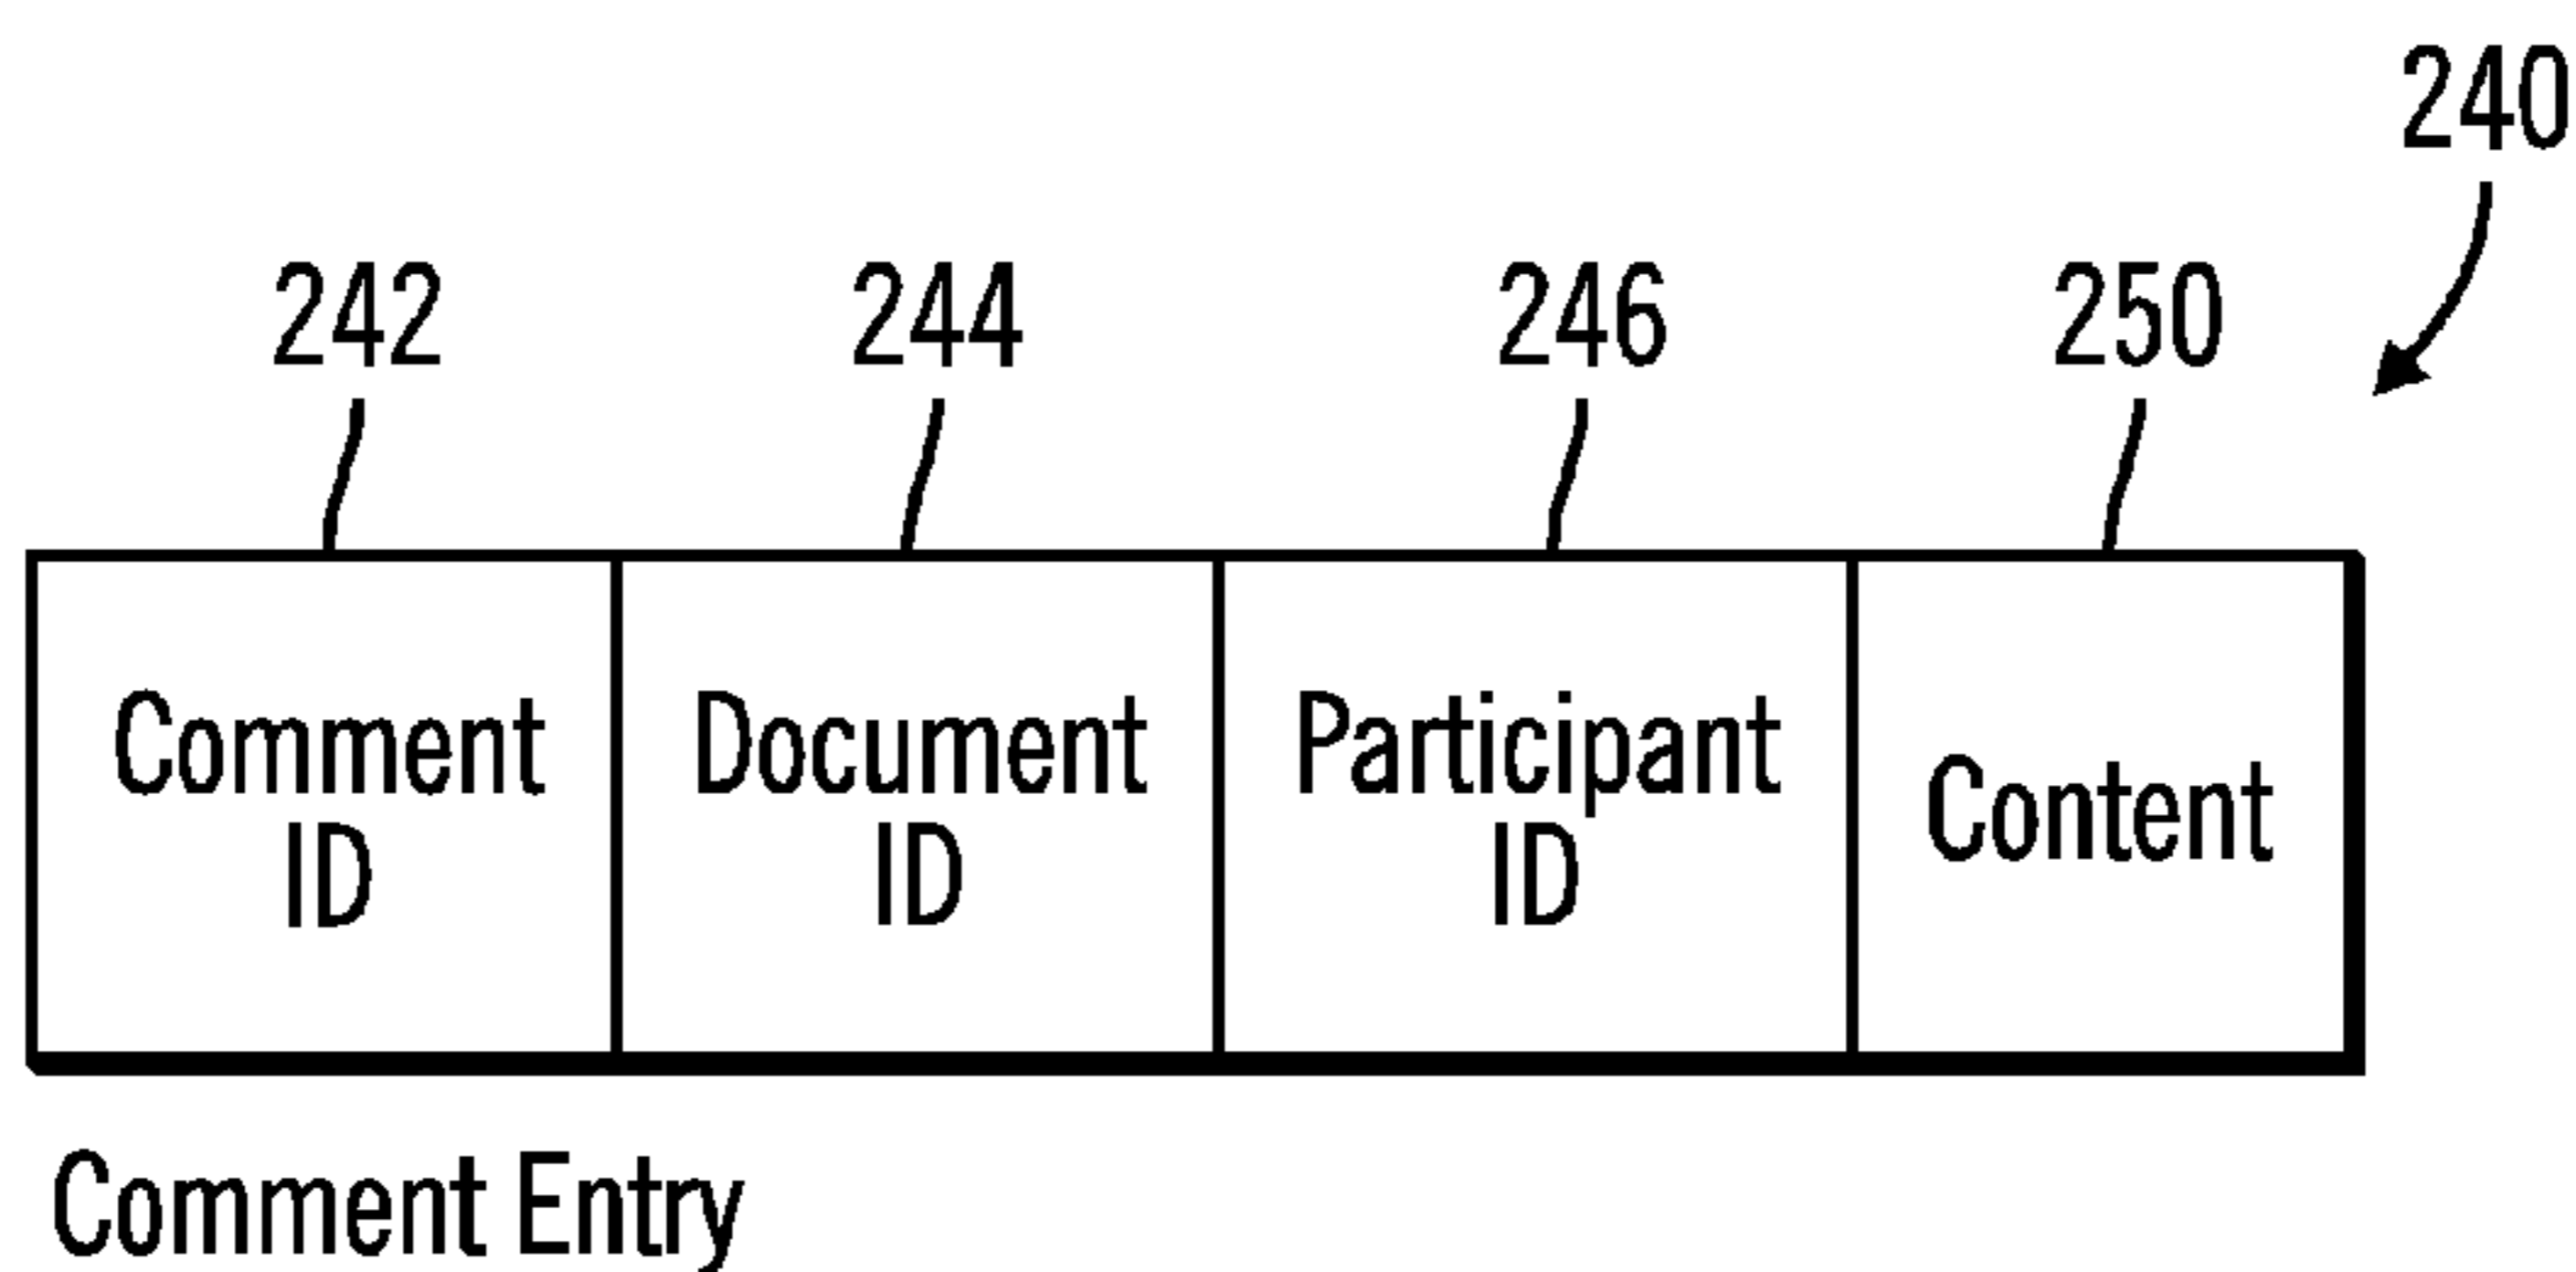 240
242 244 246 250
Comment Document Participant Content
ID ID ID
Comment Entry